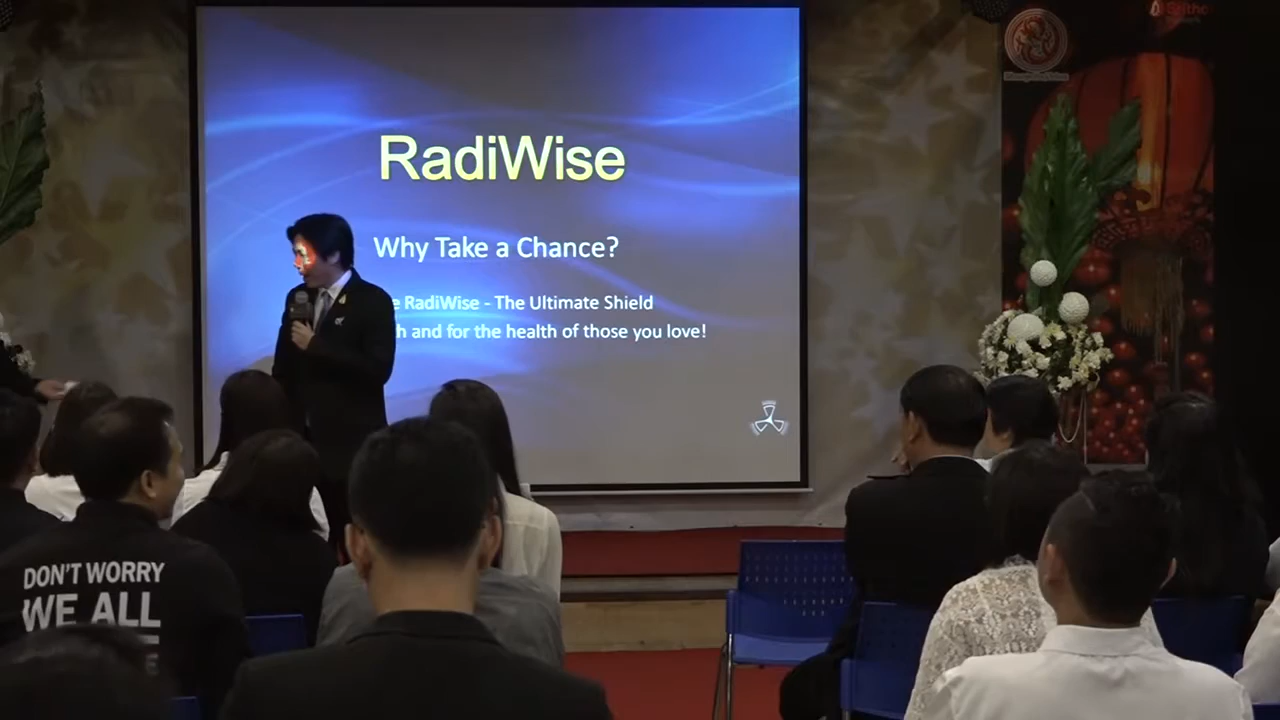 RadiWise
Why Take a Chance?
RadiWise - The Ultimate Shield
and for the health of those you love!
DON'T WORRY
WE ALL